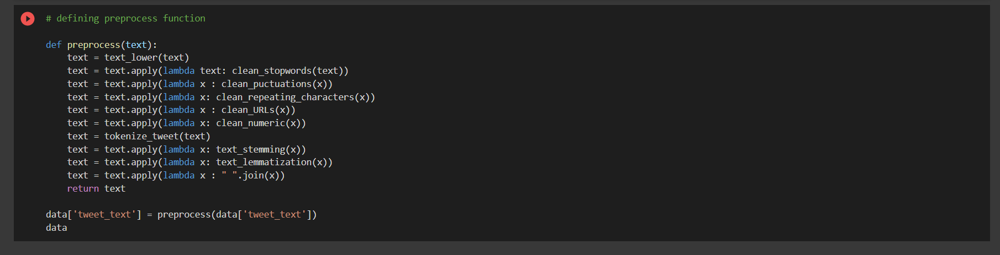 # defining preprocess function
def preprocess(text):
text = text_lower(text)
text = text.apply(lambda text: clean_stopwords(text))
text = text.apply(lambda x : clean_puctuations(x))
text = text.apply(lambda x: clean_repeating_characters(x))
text = text.apply(lambda x : clean_URLs(x))
text = text.apply(lambda x: clean_numeric(x))
text = tokenize_tweet(text)
text = text.apply(lambda x: text_stemming(x))
text = text.apply(lambda x: text_lemmatization(x))
text = text.apply(lambda x : " ".join(x))
return text
data['tweet_text'] = preprocess(data['tweet_text'])
data